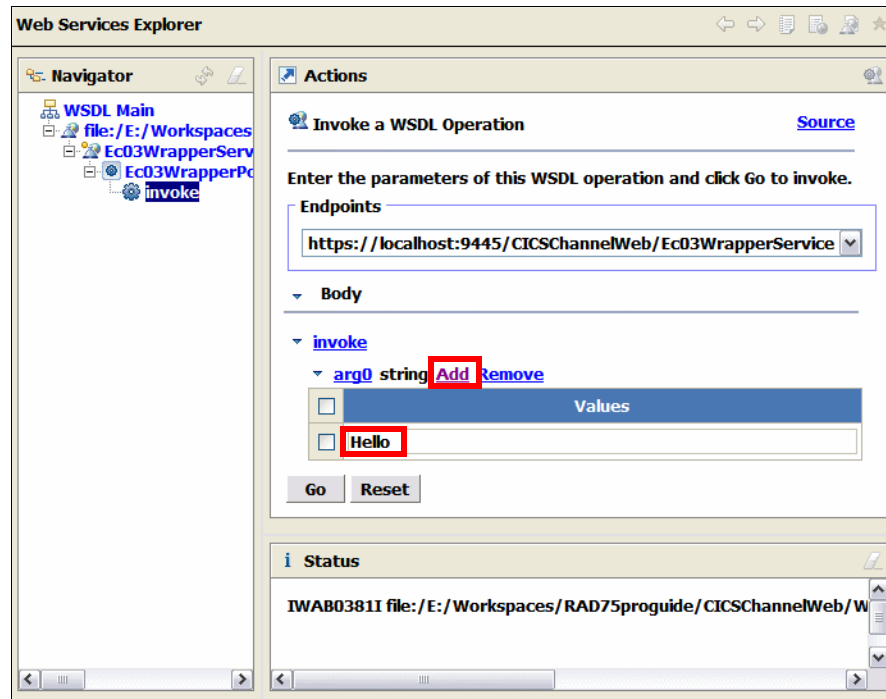 Web Services Explorer
Navigator
WSDL Main
file:/E:/Workspaces
Ec03WrapperServ
Ec03WrapperPo
invoke
Actions
Invoke a WSDL Operation Source
Enter the parameters of this WSDL operation and click Go to invoke.
Endpoints
https://localhost:9445/CICSChannelWeb/Ec03WrapperService
Body
invoke
arg0 string Add Remove
Values
Hello
Go Reset
i Status
IWAB0381I file:/E:/Workspaces/RAD75proguide/CICSChannelWeb/W